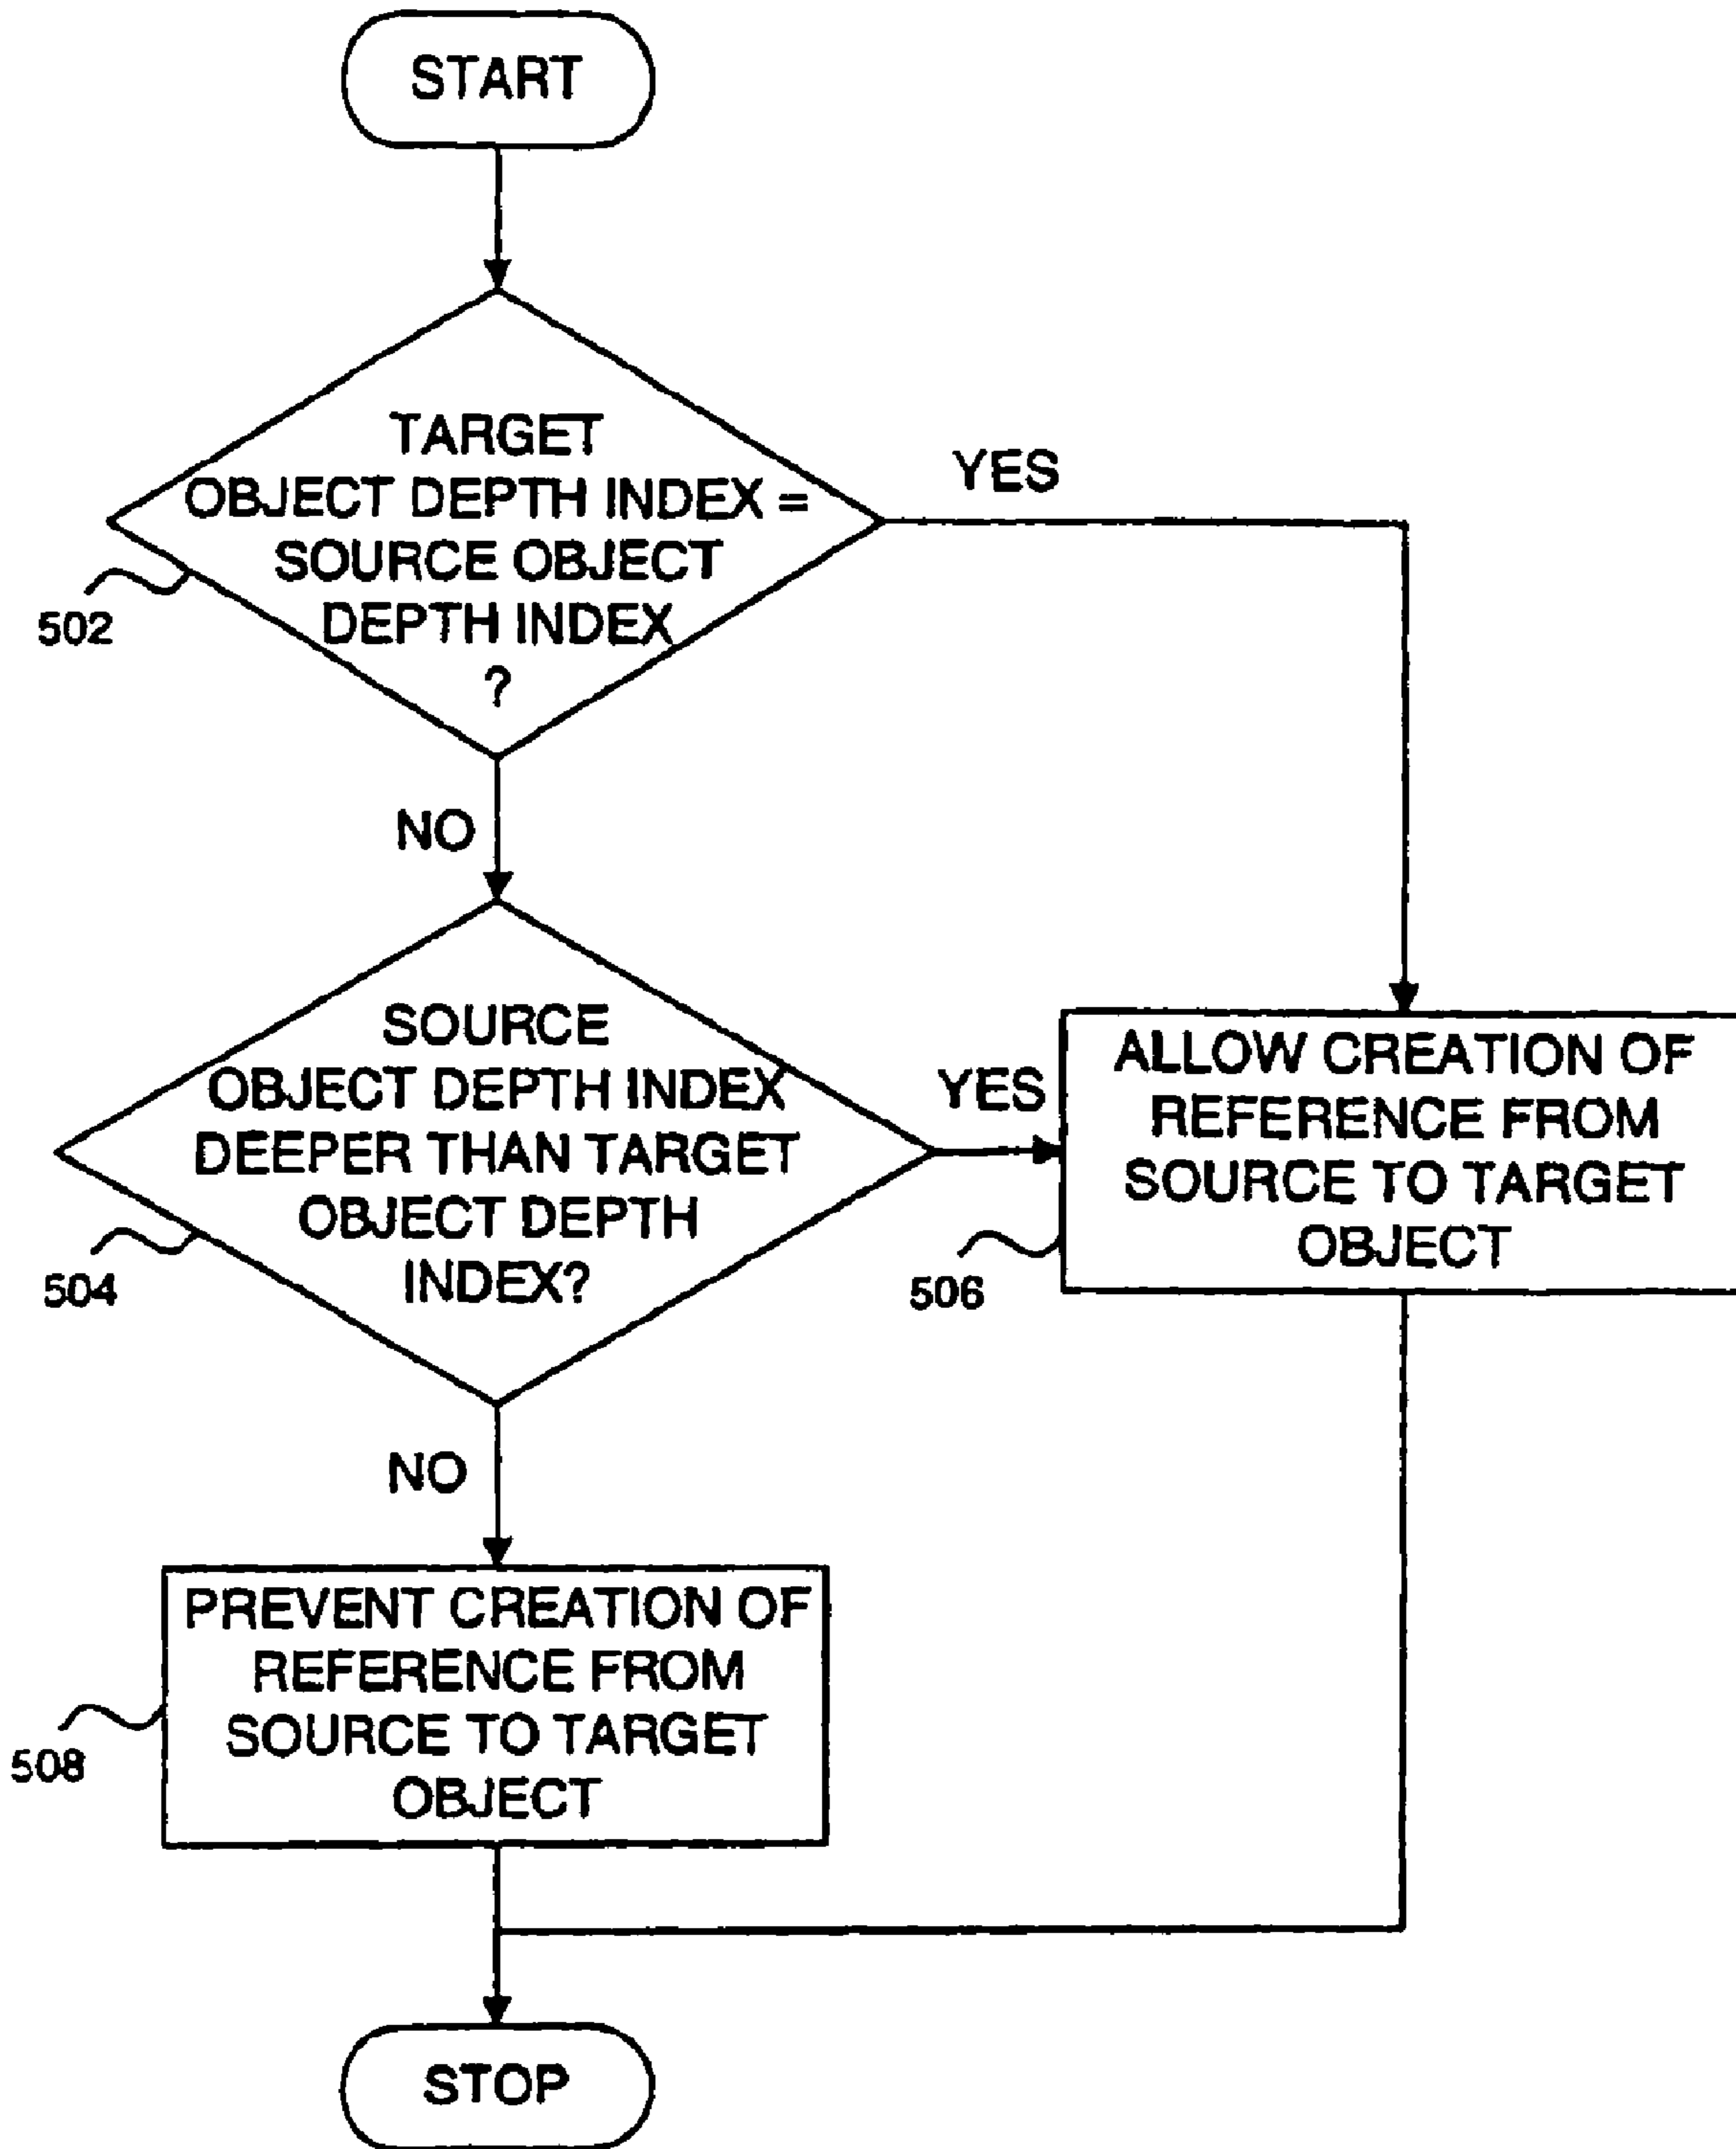 START
TARGET
OBJECT DEPTH INDEX =
SOURCE OBJECT
DEPTH INDEX
?
YES
502
NO
SOURCE
OBJECT DEPTH INDEX
DEEPER THAN TARGET
OBJECT DEPTH
INDEX?
YES
504
ALLOW CREATION OF
REFERENCE FROM
SOURCE TO TARGET
OBJECT
506
NO
PREVENT CREATION OF
REFERENCE FROM
SOURCE TO TARGET
OBJECT
508
STOP